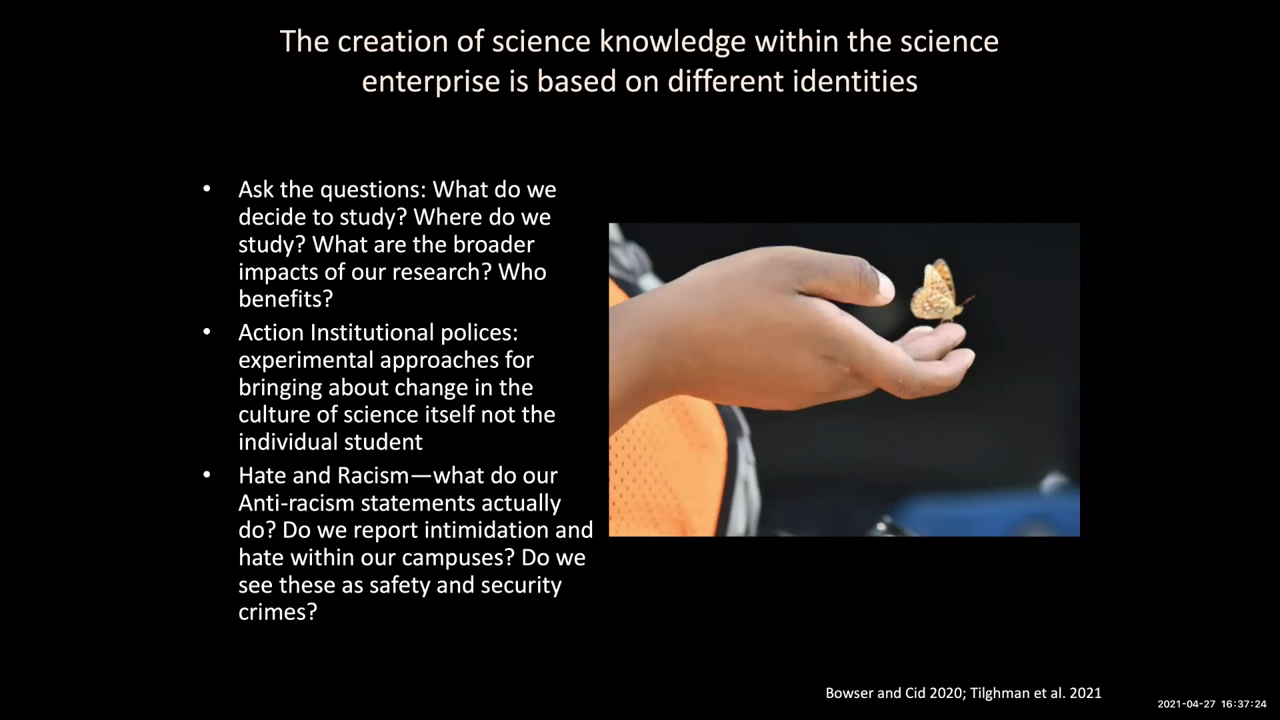 The creation of science knowledge within the science
enterprise is based on different identities
• Ask the questions: What do we
decide to study? Where do we
study? What are the broader
impacts of our research? Who
benefits?
• Action Institutional polices:
experimental approaches for
bringing about change in the
culture of science itself not the
individual student
• Hate and Racism—what do our
Anti-racism statements actually
do? Do we report intimidation and
hate within our campuses? Do we
see these as safety and security
crimes?
Bowser and Cid 2020; Tilghman et al. 2021
2021-04-27 16:37:24